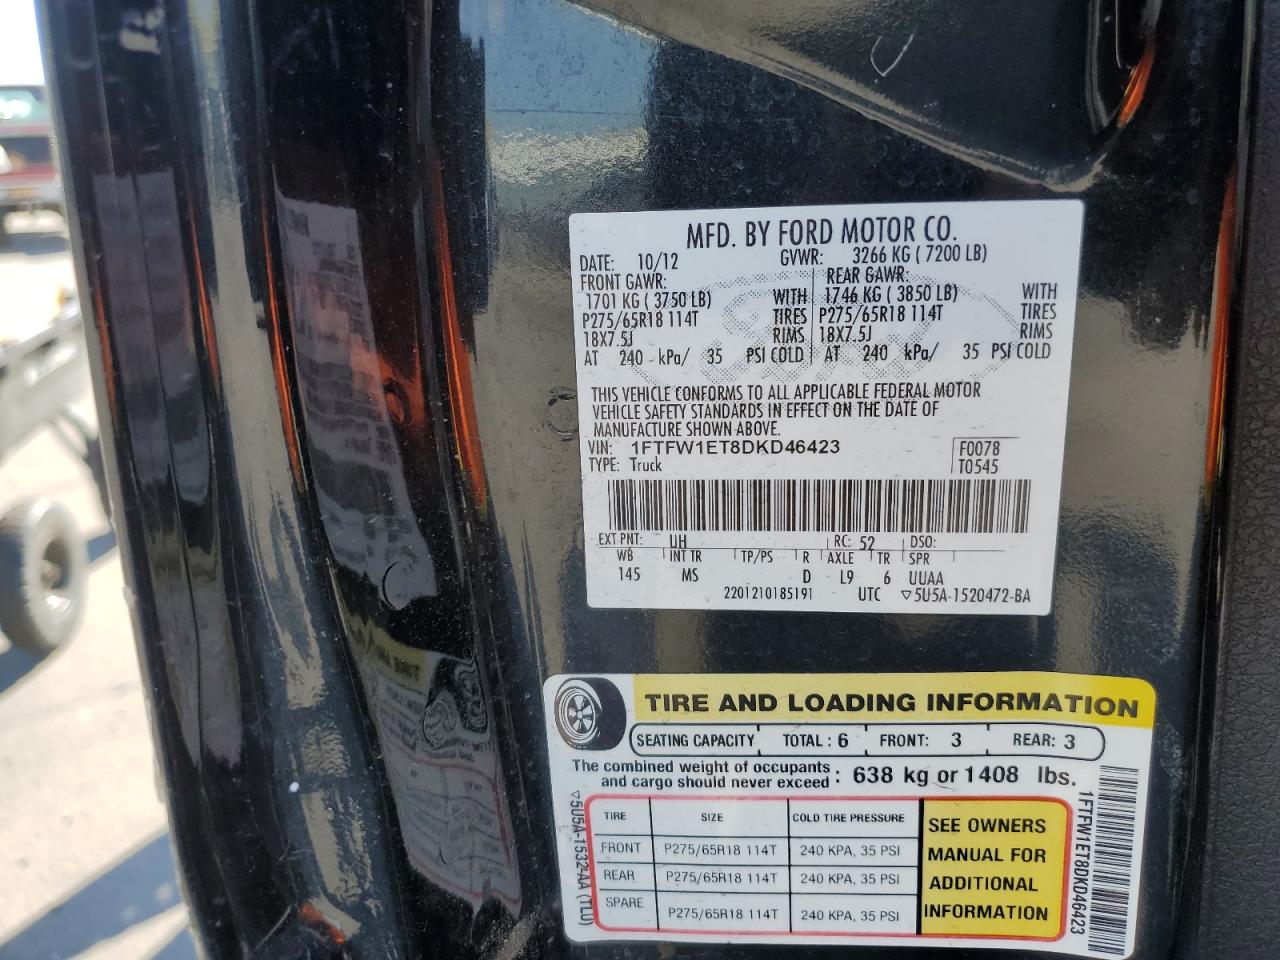 MFD. BY FORD MOTOR CO.
DATE: 10/12 GVWR: 3266 KG ( 7200 LB)
FRONT GAWR: REAR GAWR:
1701 KG ( 3750 LB) WITH 1746 KG ( 3850 LB) WITH
P275/65R18 114T TIRES P275/65R18 114T TIRES
18X7.5J RIMS 18X7.5J RIMS
AT 240 kPa/ 35 PSI COLD AT 240 kPa/ 35 PSI COLD
THIS VEHICLE CONFORMS TO ALL APPLICABLE FEDERAL MOTOR
VEHICLE SAFETY STANDARDS IN EFFECT ON THE DATE OF
MANUFACTURE SHOWN ABOVE.
VIN: 1FTFW1ET8DKD46423 F0078
TYPE: Truck T0545
EXT PNT: UH RC: 52 DSO:
WB INT TR TP/PS R AXLE TR SPR
145 MS D L9 6 UUAA
2201210185191 UTC ▽5U5A-1520472-BA
TIRE AND LOADING INFORMATION
SEATING CAPACITY TOTAL : 6 FRONT: 3 REAR: 3
The combined weight of occupants
and cargo should never exceed : 638 kg or 1408 lbs.
TIRE SIZE COLD TIRE PRESSURE
FRONT P275/65R18 114T 240 KPA, 35 PSI
REAR P275/65R18 114T 240 KPA, 35 PSI
SPARE P275/65R18 114T 240 KPA, 35 PSI
SEE OWNERS
MANUAL FOR
ADDITIONAL
INFORMATION
▽5U5A-1532-AA (TLU)
1FTFW1ET8DKD46423